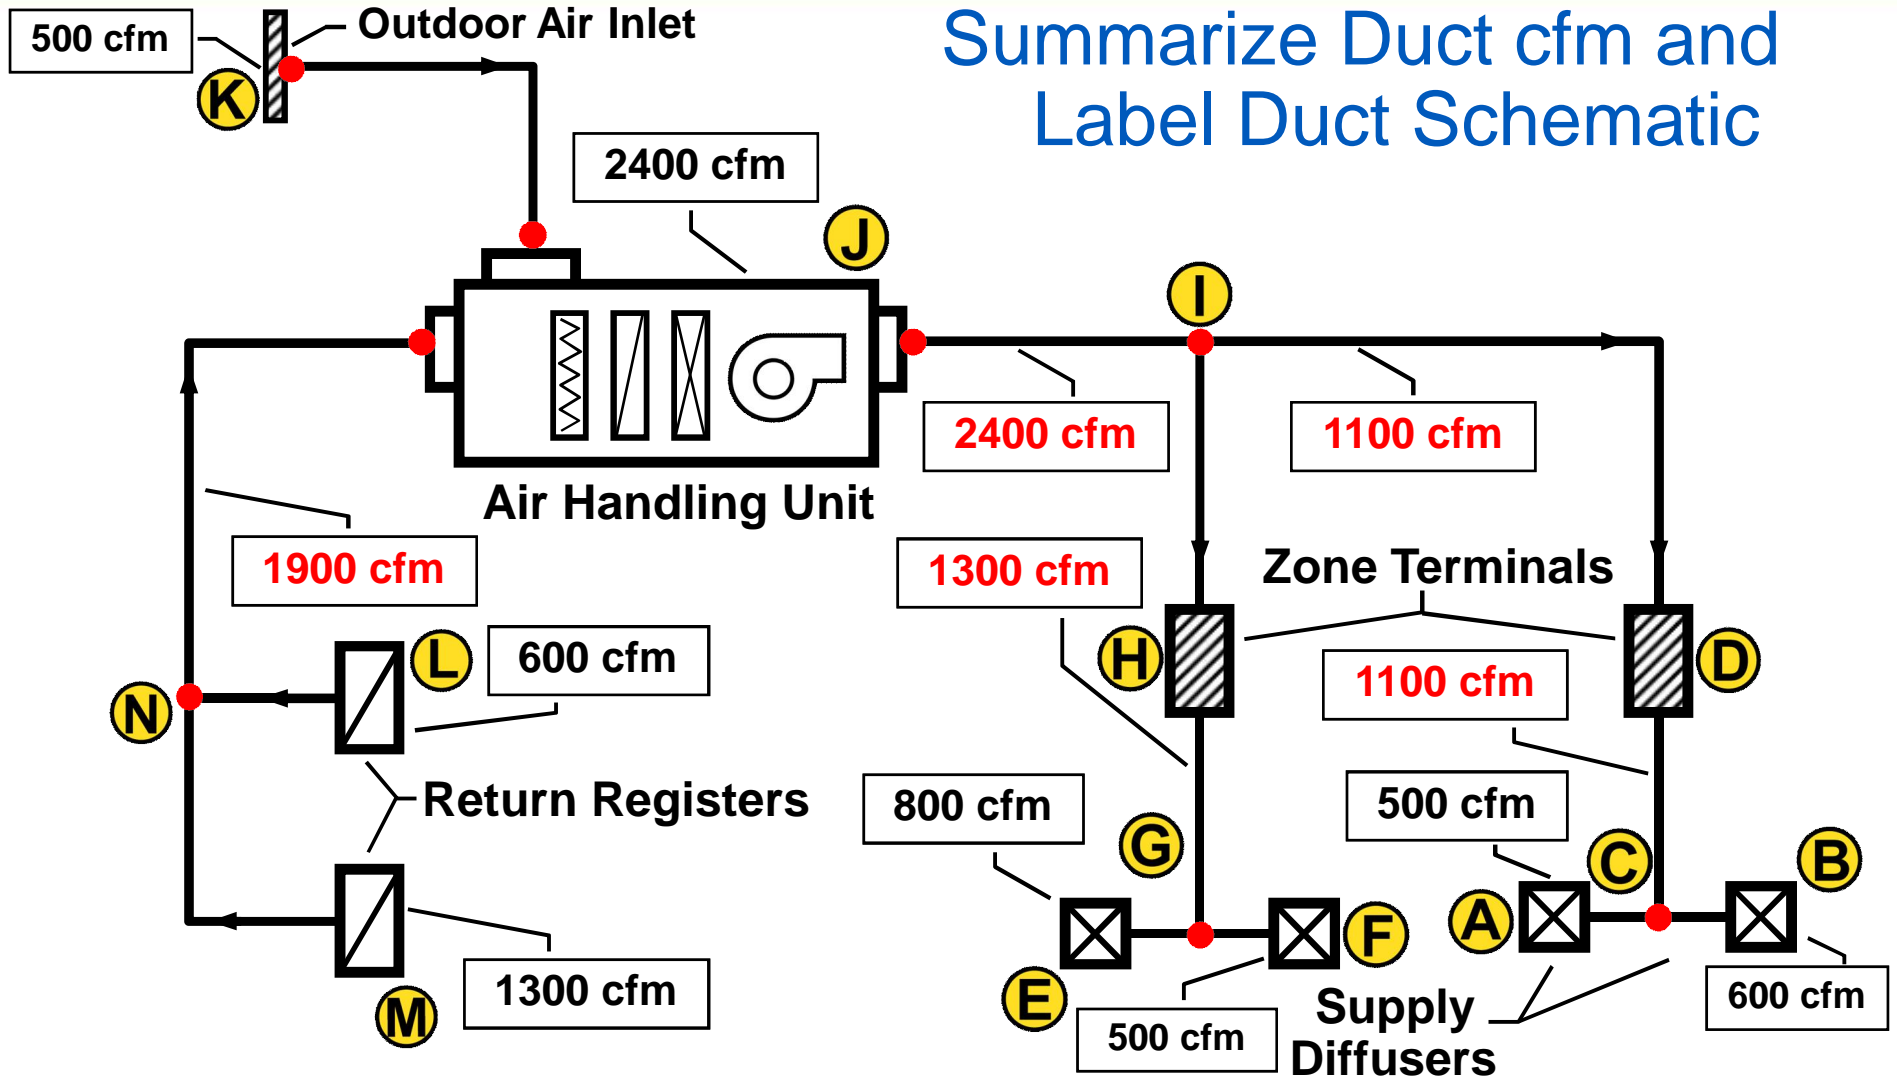 500 cfm
Outdoor Air Inlet
Summarize Duct cfm and
Label Duct Schematic
K
2400 cfm
J
I
2400 cfm
1100 cfm
Air Handling Unit
1900 cfm
1300 cfm
Zone Terminals
L
600 cfm
H
1100 cfm
D
N
Return Registers
800 cfm
500 cfm
G
C
B
A
F
E
M
1300 cfm
500 cfm
Supply
Diffusers
600 cfm